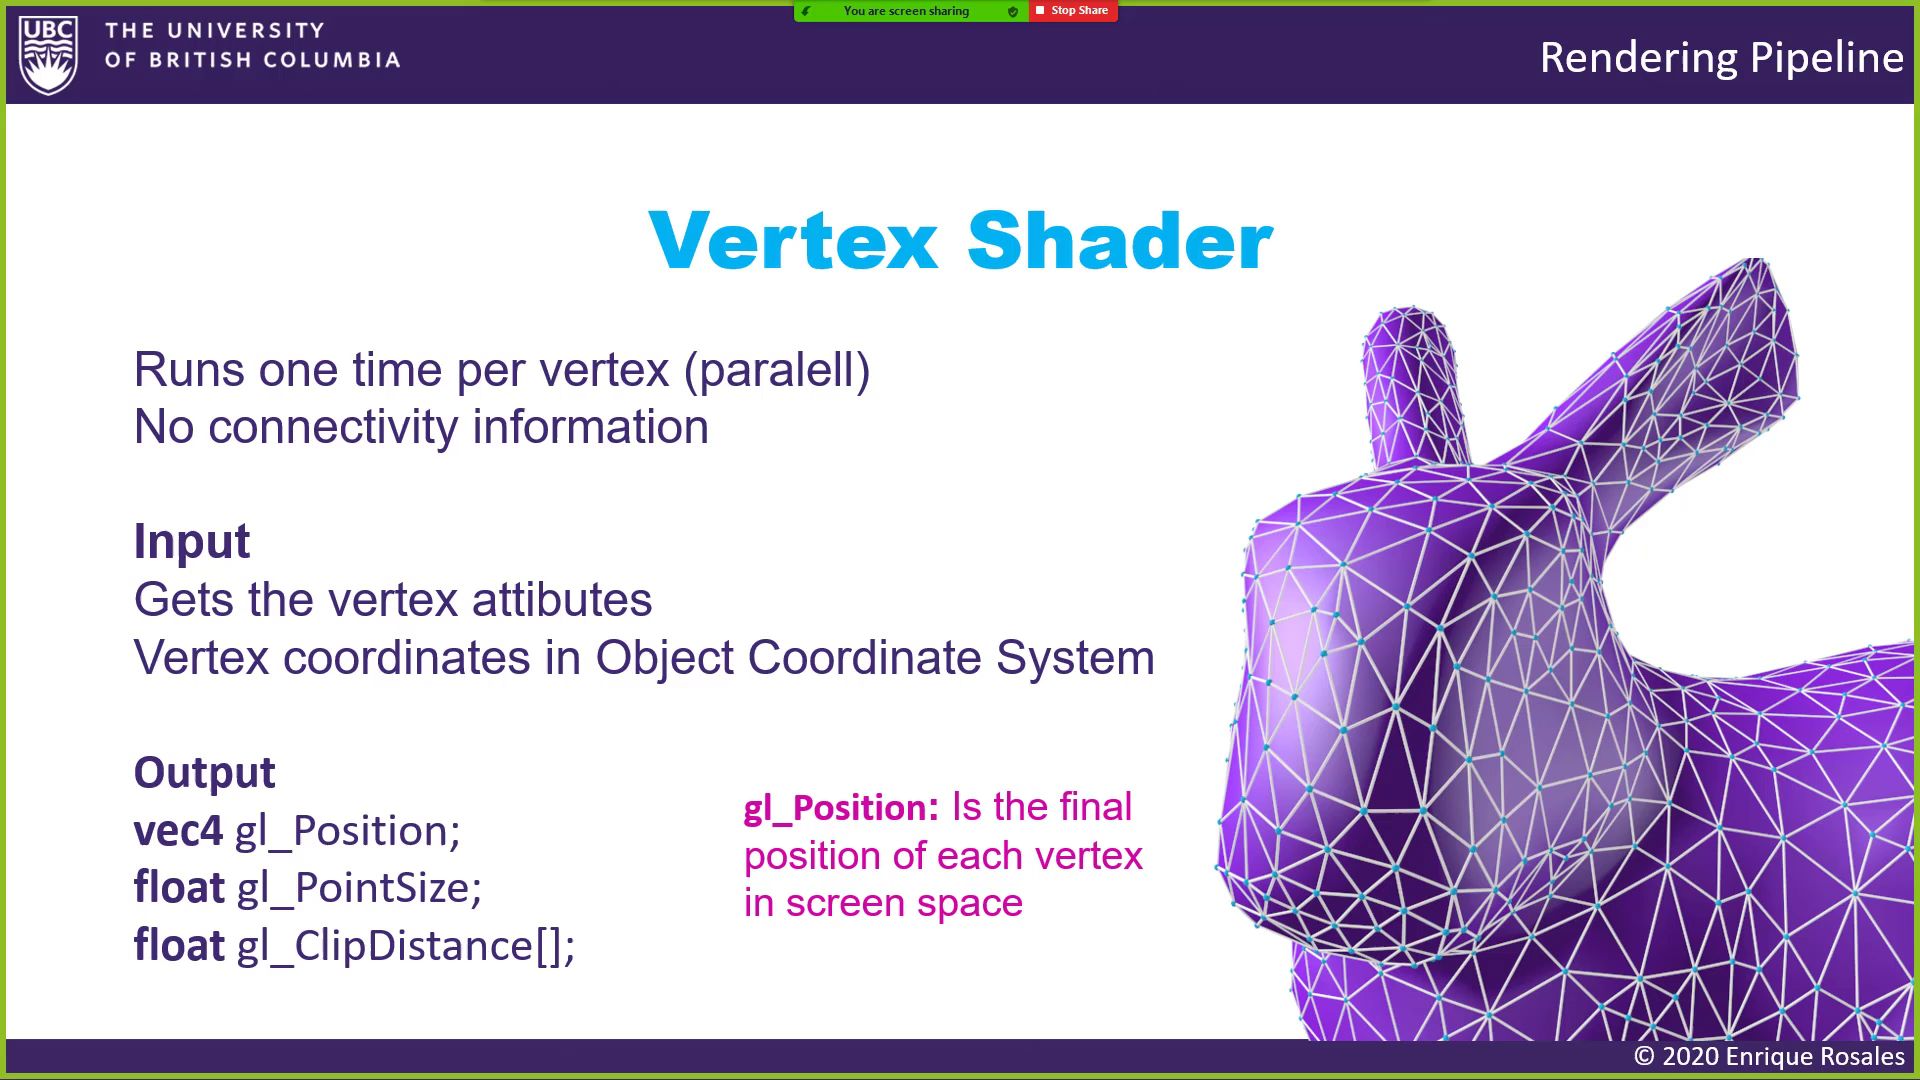 You are screen sharing
Stop Share
UBC
THE UNIVERSITY
OF BRITISH COLUMBIA
Rendering Pipeline
Vertex Shader
Runs one time per vertex (paralell)
No connectivity information
Input
Gets the vertex attibutes
Vertex coordinates in Object Coordinate System
Output
vec4 gl_Position;
float gl_PointSize;
float gl_ClipDistance[];
gl_Position: Is the final
position of each vertex
in screen space
© 2020 Enrique Rosales